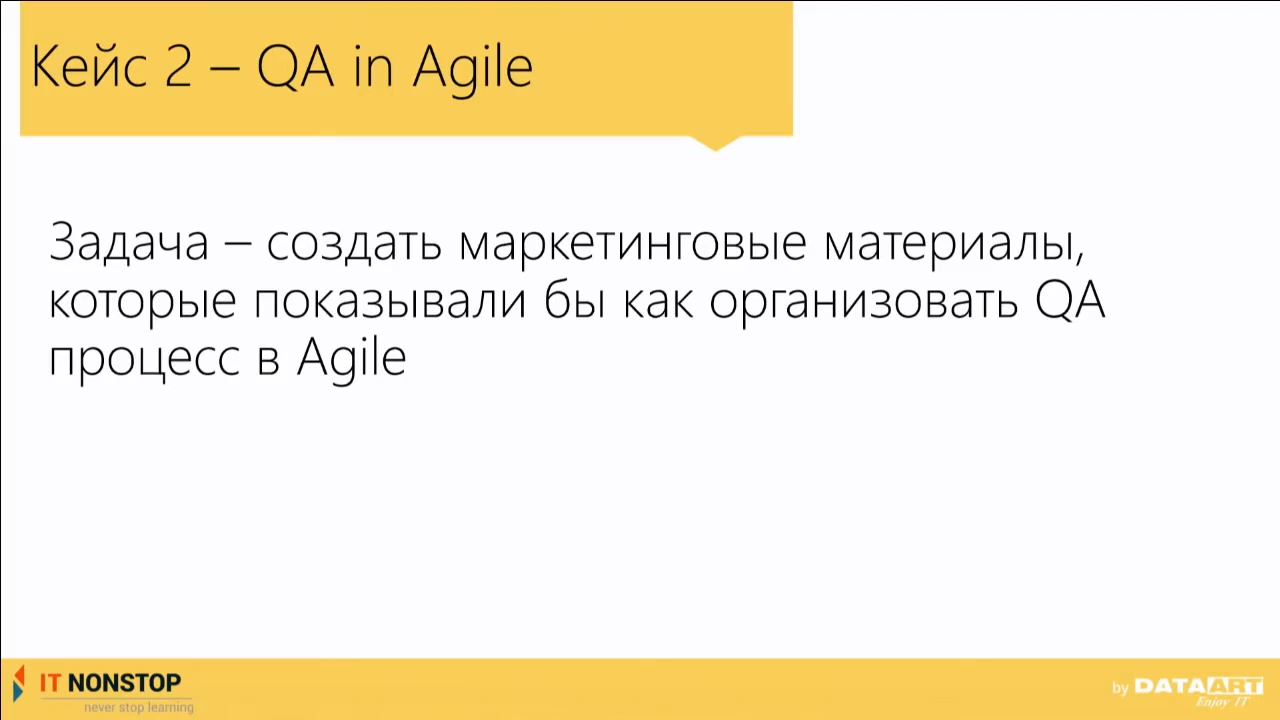 Кейс 2 – QA in Agile
Задача – создать маркетинговые материалы,
которые показывали бы как организовать QA
процесс в Agile
IT NONSTOP
never stop learning
by DATAART
Enjoy IT